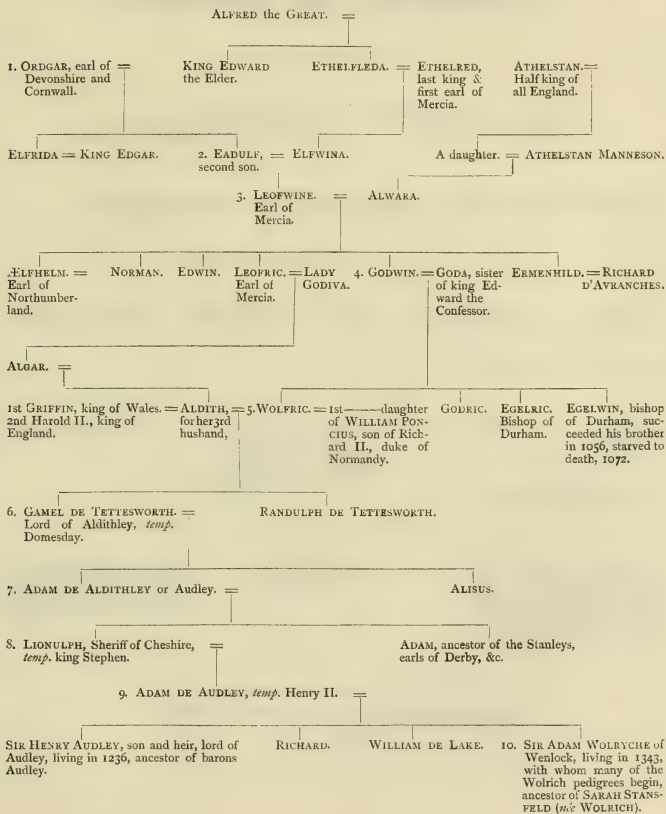 ALFRED the GREAT. =
1. ORDGAR, earl of =
Devonshire and
Cornwall.
KING EDWARD
the Elder.
ETHELFLEDA. = ETHELRED,
last king &
first earl of
Mercia.
ATHELSTAN. =
Half king of
all England.
ELFRIDA = KING EDGAR.
2. EADULF, = ELFWINA.
second son.
A daughter. = ATHELSTAN MANNESON.
3. LEOFWINE. = ALWARA.
Earl of
Mercia.
ÆLFHELM. =
Earl of
Northumber-
land.
NORMAN.
EDWIN.
LEOFRIC. = LADY
Earl of GODIVA.
Mercia.
4. GODWIN. = GODA, sister
of king Ed-
ward the
Confessor.
ERMENHILD. = RICHARD
D'AVRANCHES.
ALGAR. =
1st GRIFFIN, king of Wales. = ALDITH, = 5. WOLFRIC. = 1st——daughter
2nd Harold II., king of for her 3rd of WILLIAM PON-
England. husband, CIUS, son of Rich-
ard II., duke of
Normandy.
GODRIC.
EGELRIC.
Bishop of
Durham.
EGELWIN, bishop
of Durham, suc-
ceeded his brother
in 1056, starved to
death, 1072.
6. GAMEL DE TETTESWORTH. =
Lord of Aldithley, temp.
Domesday.
RANDULPH DE TETTESWORTH.
7. ADAM DE ALDITHLEY or Audley. =
ALISUS.
8. LIONULPH, Sheriff of Cheshire, =
temp. king Stephen.
ADAM, ancestor of the Stanleys,
earls of Derby, &c.
9. ADAM DE AUDLEY, temp. Henry II. =
SIR HENRY AUDLEY, son and heir, lord of
Audley, living in 1236, ancestor of barons
Audley.
RICHARD.
WILLIAM DE LAKE.
10. SIR ADAM WOLRYCHE of
Wenlock, living in 1343,
with whom many of the
Wolrich pedigrees begin,
ancestor of SARAH STANS-
FELD (née WOLRICH).